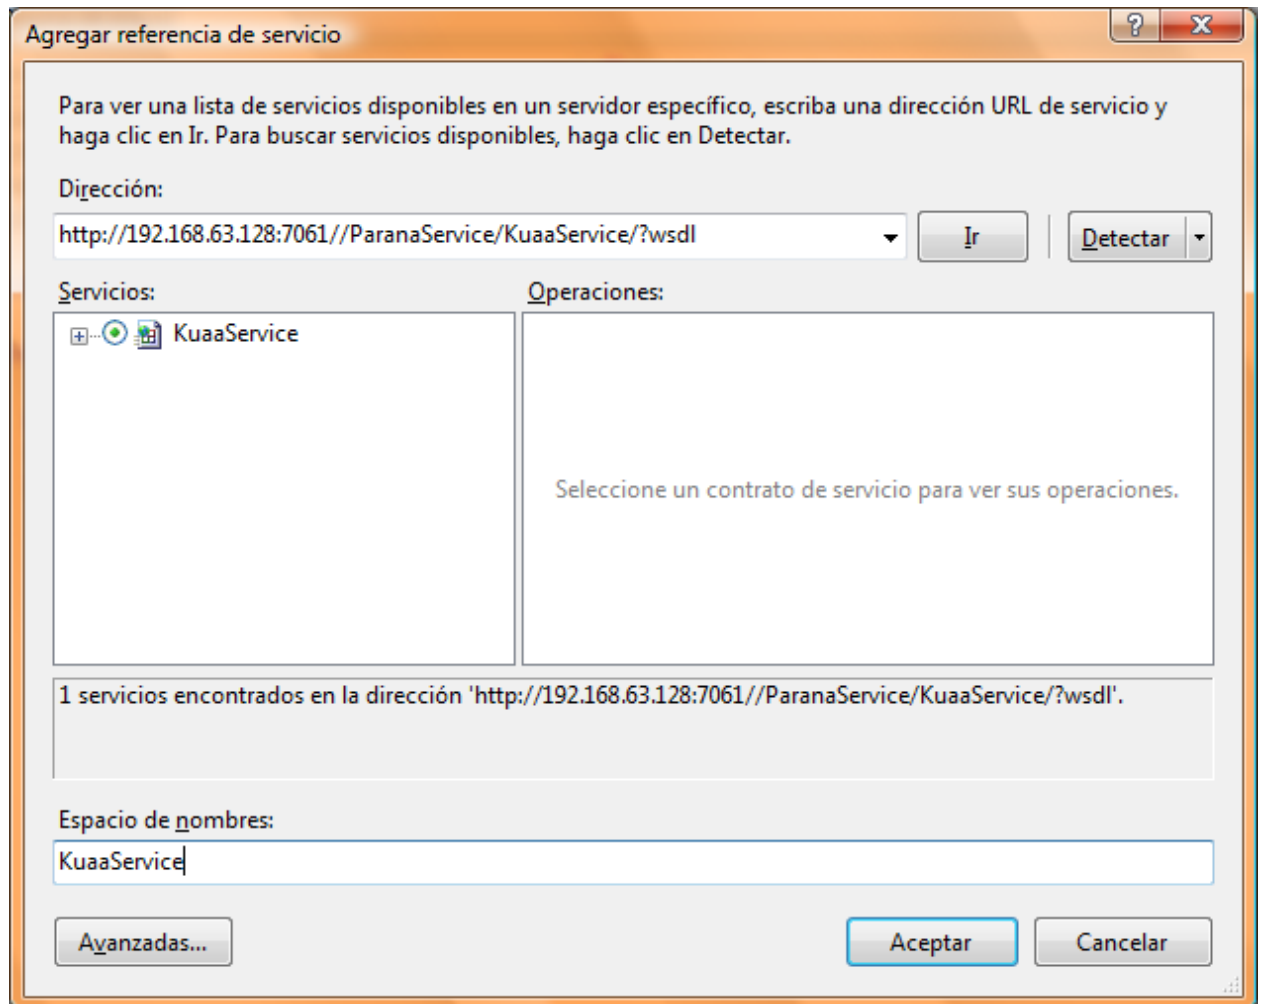 Agregar referencia de servicio
Para ver una lista de servicios disponibles en un servidor específico, escriba una dirección URL de servicio y
haga clic en Ir. Para buscar servicios disponibles, haga clic en Detectar.
Dirección:
http://192.168.63.128:7061//ParanaService/KuaaService/?wsdl
Ir
Detectar
Servicios:
Operaciones:
KuaaService
Seleccione un contrato de servicio para ver sus operaciones.
1 servicios encontrados en la dirección 'http://192.168.63.128:7061//ParanaService/KuaaService/?wsdl'.
Espacio de nombres:
KuaaService
Avanzadas...
Aceptar
Cancelar